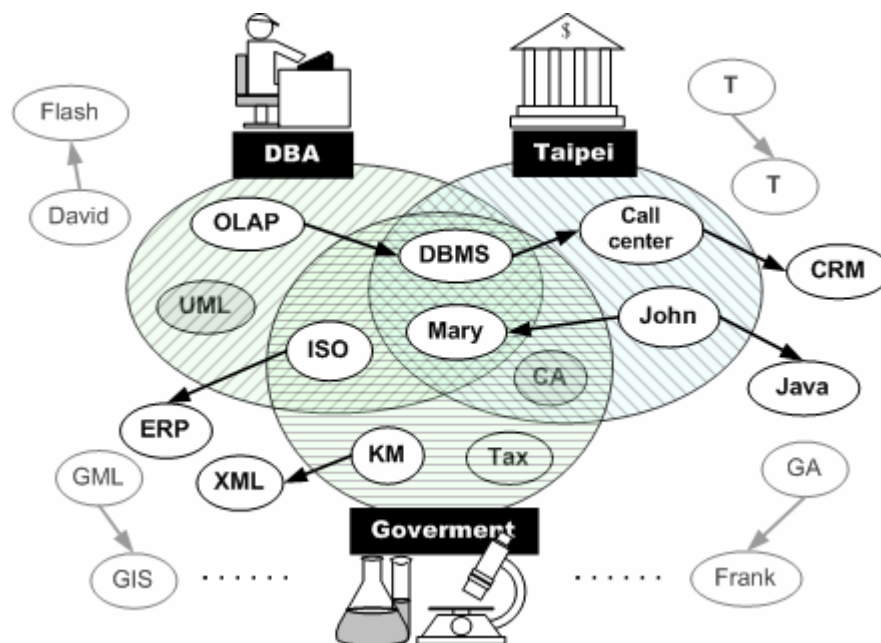 $
Flash
T
DBA
Taipei
T
David
OLAP
Call
center
DBMS
CRM
UML
Mary
John
ISO
CA
Java
ERP
KM
Tax
GML
XML
GA
Goverment
GIS
......
......
Frank